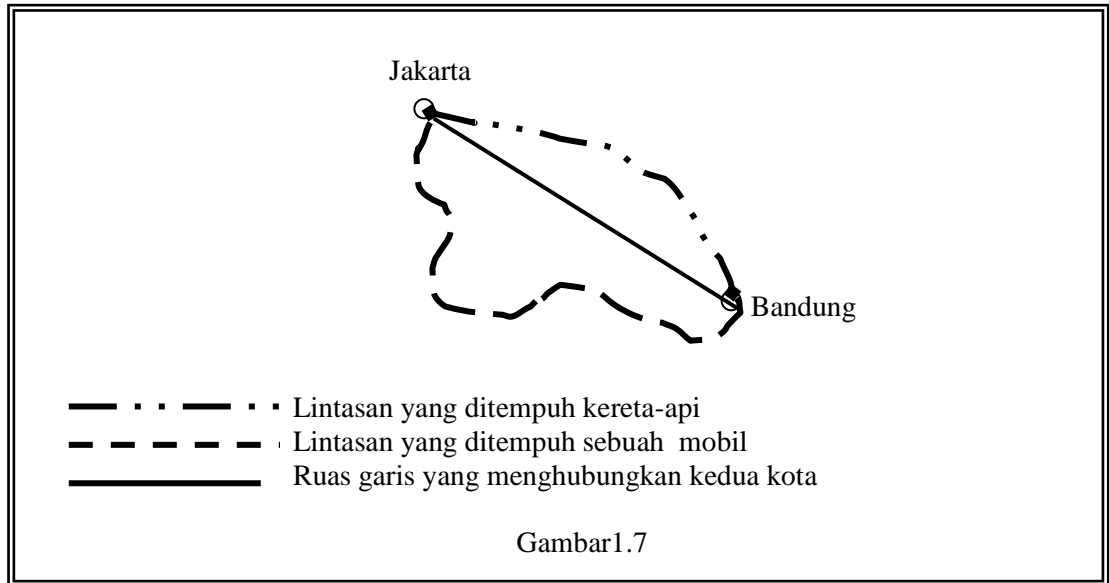 Jakarta
Bandung
Lintasan yang ditempuh kereta-api
Lintasan yang ditempuh sebuah mobil
Ruas garis yang menghubungkan kedua kota
Gambar1.7